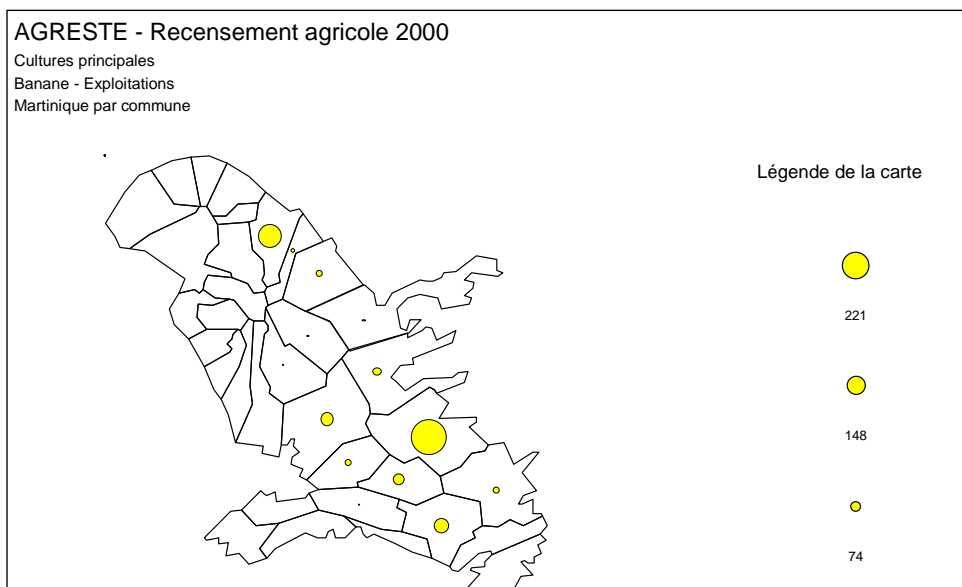 AGRESTE - Recensement agricole 2000
Cultures principales
Banane - Exploitations
Martinique par commune
Légende de la carte
221
148
74